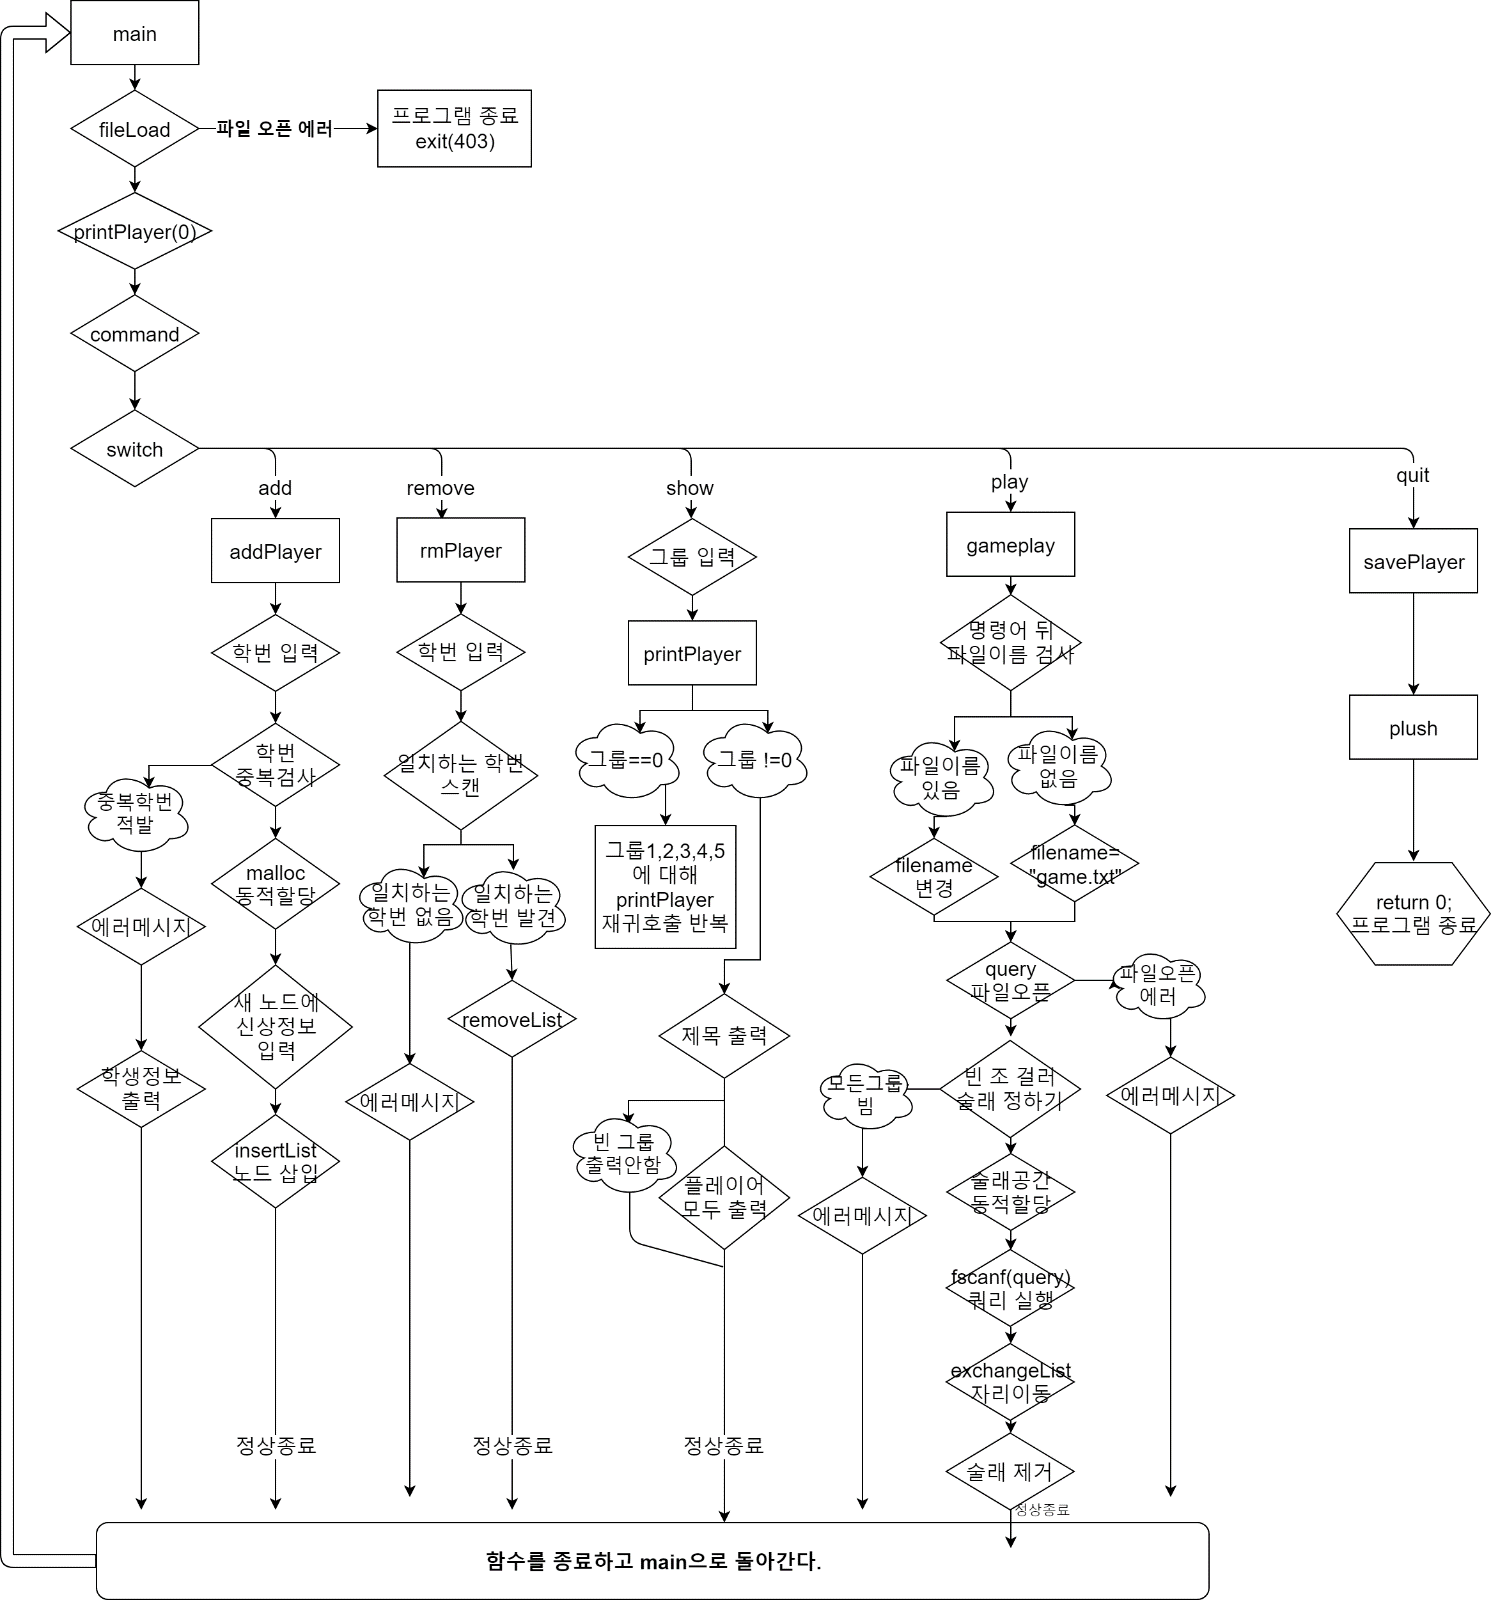 main
fileLoad
파일 오픈 에러
프로그램 종료
exit(403)
printPlayer(0)
command
switch
add
remove
show
play
quit
addPlayer
학번 입력
학번
중복검사
중복학번
적발
에러메시지
학생정보
출력
malloc
동적할당
새 노드에
신상정보
입력
insertList
노드 삽입
정상종료
rmPlayer
학번 입력
일치하는 학번
스캔
일치하는
학번 없음
에러메시지
일치하는
학번 발견
removeList
정상종료
그룹 입력
printPlayer
그룹==0
그룹 !=0
그룹1,2,3,4,5
에 대해
printPlayer
재귀호출 반복
제목 출력
빈 그룹
출력안함
플레이어
모두 출력
정상종료
gameplay
명령어 뒤
파일이름 검사
파일이름
있음
파일이름
없음
filename
변경
filename=
"game.txt"
query
파일오픈
파일오픈
에러
에러메시지
빈 조 걸러
술래 정하기
모든그룹
빔
에러메시지
술래공간
동적할당
fscanf(query)
쿼리 실행
exchangeList
자리이동
술래 제거
정상종료
savePlayer
plush
return 0;
프로그램 종료
함수를 종료하고 main으로 돌아간다.